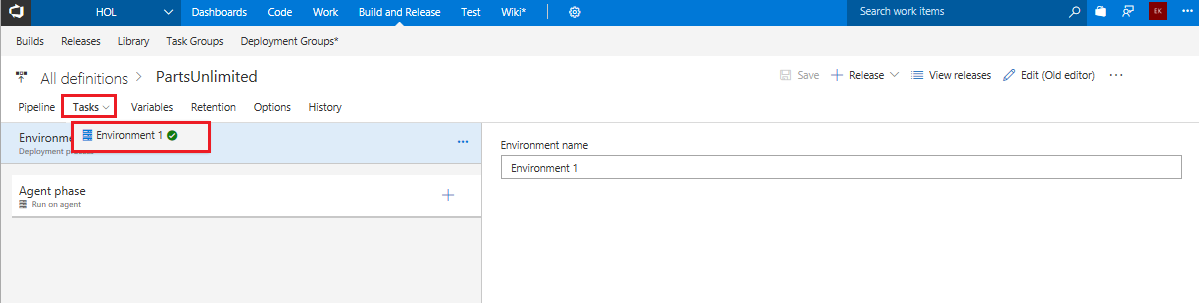 HOL Dashboards Code Work Build and Release Test Wiki* Search work items EK
Builds Releases Library Task Groups Deployment Groups*
All definitions > PartsUnlimited Save + Release View releases Edit (Old editor) ...
Pipeline Tasks Variables Retention Options History
Environment 1
Environme
Deployment p
...
Environment name
Environment 1
Agent phase
Run on agent